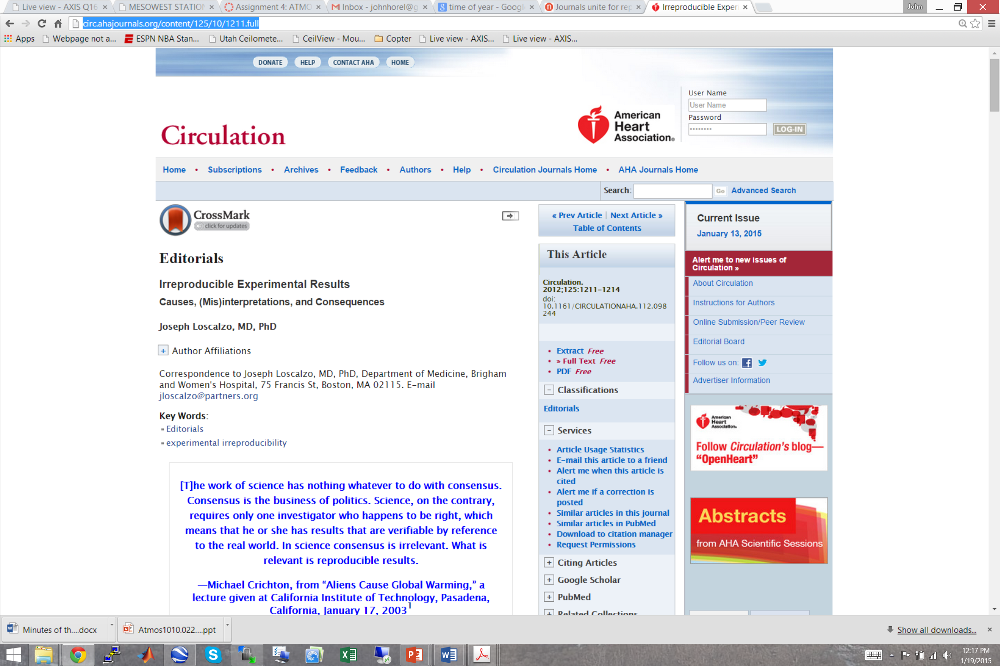 Live view - AXIS Q16
MESOWEST STATION
Assignment 4: ATMO
Inbox - johnhorel@g
time of year - Google
Journals unite for rep
Irreproducible Exper
John
circ.ahajournals.org/content/125/10/1211.full
Apps
Webpage not a...
ESPN NBA Stan...
Utah Ceilomete...
CeilView - Mou...
Copter
Live view - AXIS...
Live view - AXIS...
DONATE
HELP
CONTACT AHA
HOME
Circulation
American
Heart
Association®
User Name
User Name
Password
LOG-IN
Home • Subscriptions • Archives • Feedback • Authors • Help • Circulation Journals Home • AHA Journals Home
Search: Go Advanced Search
CrossMark
click for updates
Editorials
Irreproducible Experimental Results
Causes, (Mis)interpretations, and Consequences
Joseph Loscalzo, MD, PhD
+ Author Affiliations
Correspondence to Joseph Loscalzo, MD, PhD, Department of Medicine, Brigham
and Women's Hospital, 75 Francis St, Boston, MA 02115. E-mail
jloscalzo@partners.org
Key Words:
Editorials
experimental irreproducibility
[T]he work of science has nothing whatever to do with consensus.
Consensus is the business of politics. Science, on the contrary,
requires only one investigator who happens to be right, which
means that he or she has results that are verifiable by reference
to the real world. In science consensus is irrelevant. What is
relevant is reproducible results.
—Michael Crichton, from “Aliens Cause Global Warming,” a
lecture given at California Institute of Technology, Pasadena,
California, January 17, 2003¹
« Prev Article | Next Article »
Table of Contents
This Article
Circulation.
2012;125:1211-1214
doi:
10.1161/CIRCULATIONAHA.112.098
244
• Extract Free
• » Full Text Free
• PDF Free
− Classifications
Editorials
− Services
• Article Usage Statistics
• E-mail this article to a friend
• Alert me when this article is
cited
• Alert me if a correction is
posted
• Similar articles in this journal
• Similar articles in PubMed
• Download to citation manager
• Request Permissions
+ Citing Articles
+ Google Scholar
+ PubMed
+ Related Collections
Current Issue
January 13, 2015
Alert me to new issues of
Circulation »
About Circulation
Instructions for Authors
Online Submission/Peer Review
Editorial Board
Follow us on:
Advertiser Information
American
Heart
Association®
Follow Circulation's blog—
“OpenHeart”
Abstracts
from AHA Scientific Sessions
Minutes of th....docx
Atmos1010.022....ppt
Show all downloads...
12:17 PM
1/19/2015